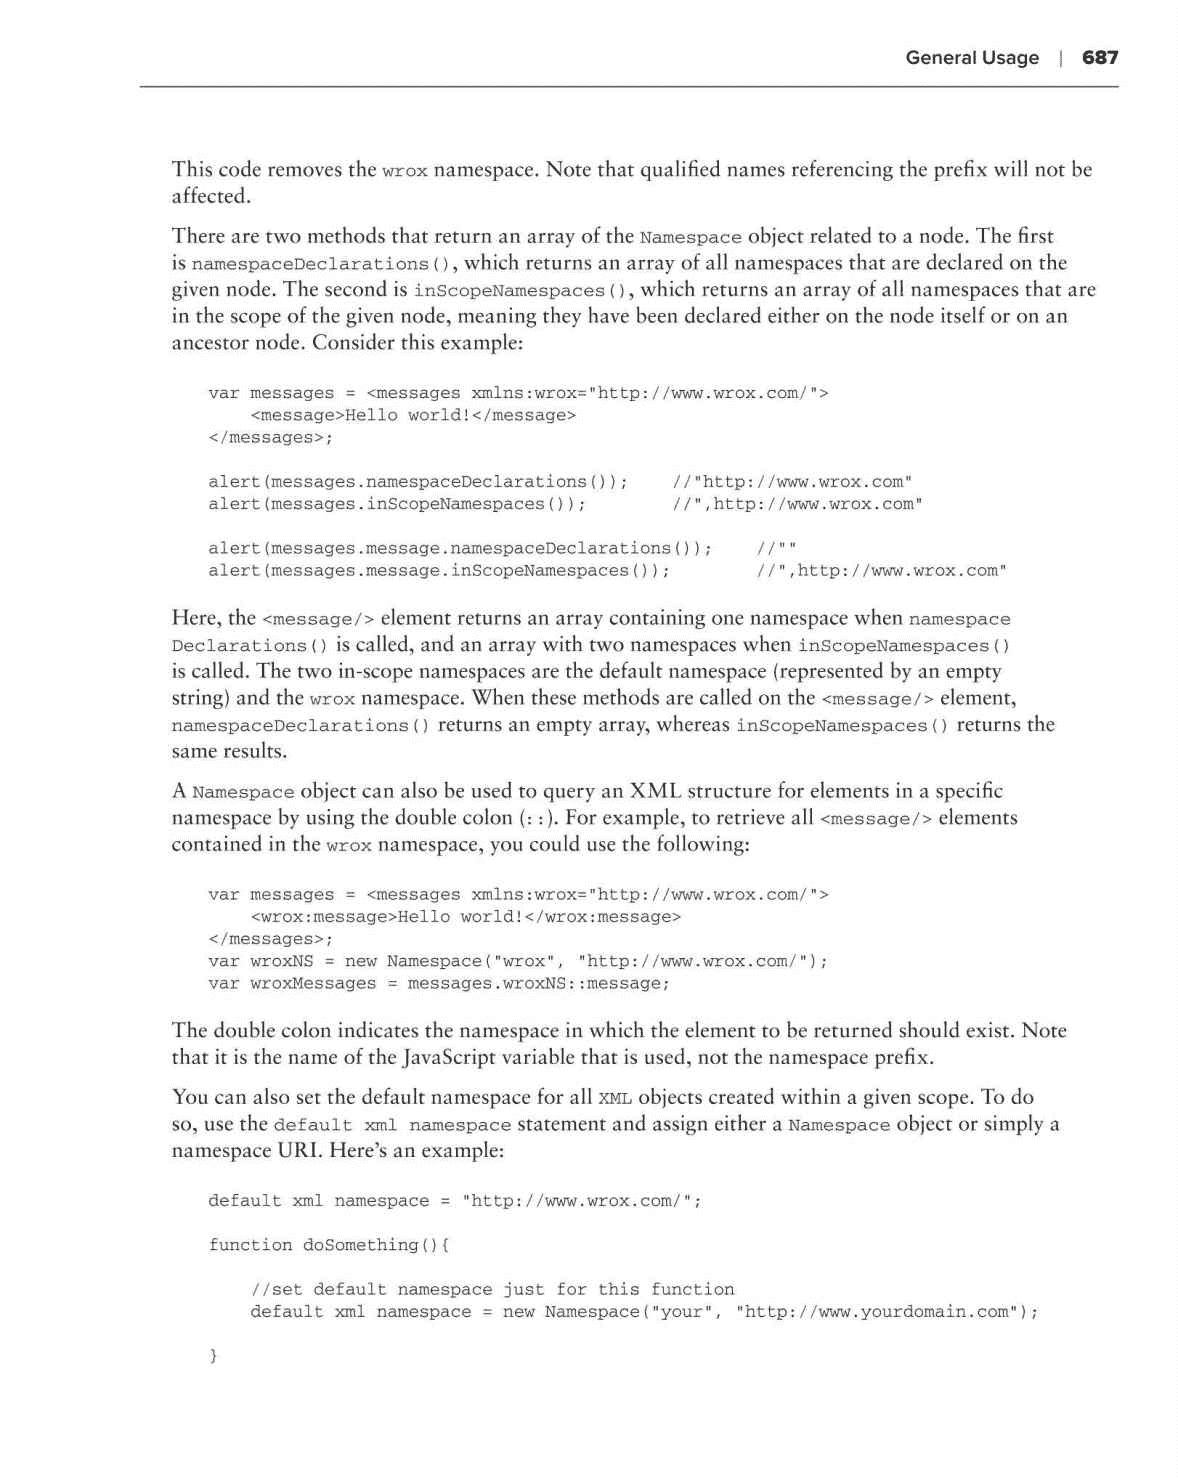 General Usage | 687
This code removes the wrox namespace. Note that qualified names referencing the prefix will not be
affected.
There are two methods that return an array of the Namespace object related to a node. The first
is namespaceDeclarations(), which returns an array of all namespaces that are declared on the
given node. The second is inScopeNamespaces(), which returns an array of all namespaces that are
in the scope of the given node, meaning they have been declared either on the node itself or on an
ancestor node. Consider this example:
var messages = <messages xmlns:wrox="http://www.wrox.com/">
    <message>Hello world!</message>
</messages>;
alert(messages.namespaceDeclarations());    //"http://www.wrox.com"
alert(messages.inScopeNamespaces());        //",http://www.wrox.com"
alert(messages.message.namespaceDeclarations());    //""
alert(messages.message.inScopeNamespaces());        //",http://www.wrox.com"
Here, the <message/> element returns an array containing one namespace when namespace
Declarations() is called, and an array with two namespaces when inScopeNamespaces()
is called. The two in-scope namespaces are the default namespace (represented by an empty
string) and the wrox namespace. When these methods are called on the <message/> element,
namespaceDeclarations() returns an empty array, whereas inScopeNamespaces() returns the
same results.
A Namespace object can also be used to query an XML structure for elements in a specific
namespace by using the double colon (::). For example, to retrieve all <message/> elements
contained in the wrox namespace, you could use the following:
var messages = <messages xmlns:wrox="http://www.wrox.com/">
    <wrox:message>Hello world!</wrox:message>
</messages>;
var wroxNS = new Namespace("wrox", "http://www.wrox.com/");
var wroxMessages = messages.wroxNS::message;
The double colon indicates the namespace in which the element to be returned should exist. Note
that it is the name of the JavaScript variable that is used, not the namespace prefix.
You can also set the default namespace for all XML objects created within a given scope. To do
so, use the default xml namespace statement and assign either a Namespace object or simply a
namespace URI. Here's an example:
default xml namespace = "http://www.wrox.com/";
function doSomething(){
    //set default namespace just for this function
    default xml namespace = new Namespace("your", "http://www.yourdomain.com");
}